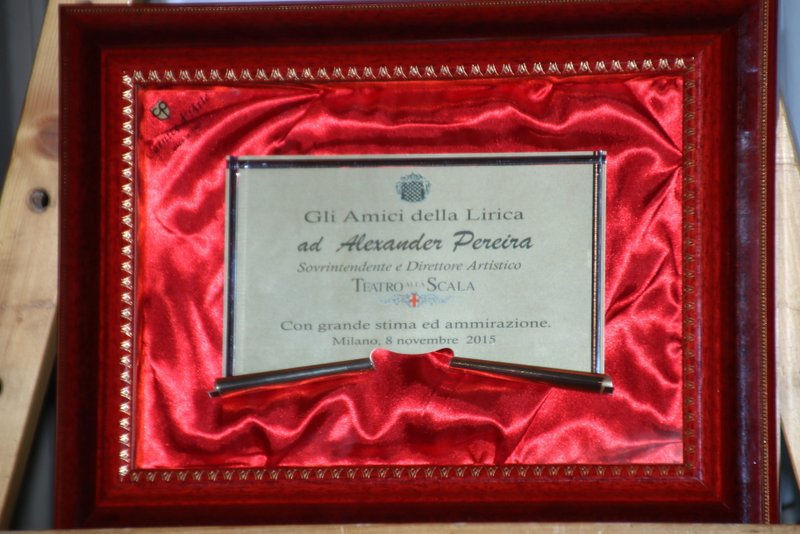 Gli Amici della Lirica
ad Alexander Pereira
Sovrintendente e Direttore Artistico
TEATRO ALLA SCALA
Con grande stima ed ammirazione.
Milano, 8 novembre 2015